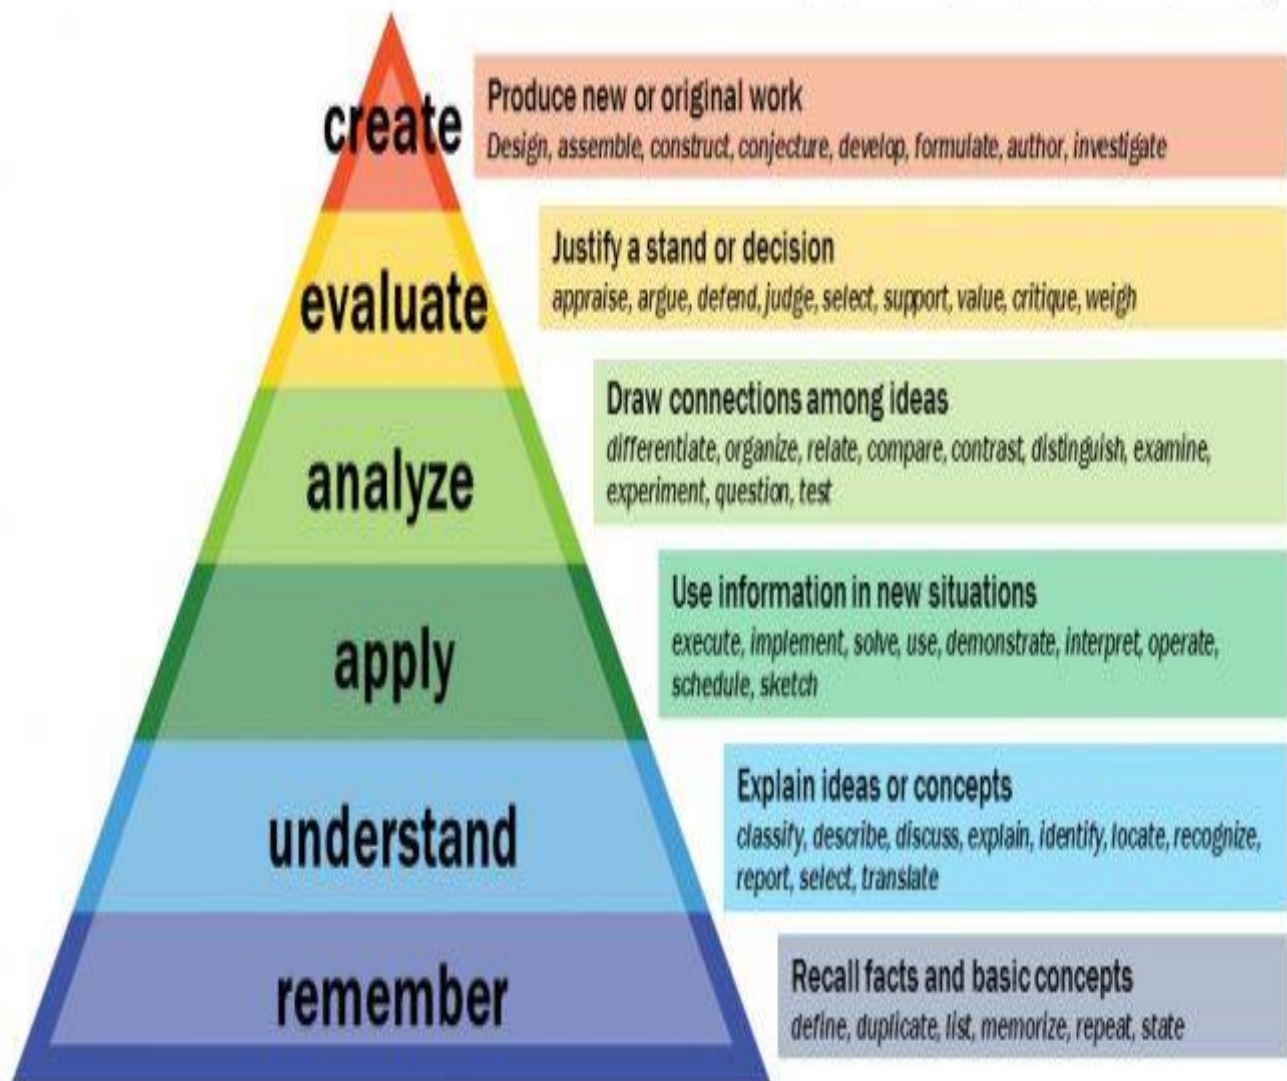 create
Produce new or original work
Design, assemble, construct, conjecture, develop, formulate, author, investigate
evaluate
Justify a stand or decision
appraise, argue, defend, judge, select, support, value, critique, weigh
analyze
Draw connections among ideas
differentiate, organize, relate, compare, contrast, distinguish, examine,
experiment, question, test
apply
Use information in new situations
execute, implement, solve, use, demonstrate, interpret, operate,
schedule, sketch
understand
Explain ideas or concepts
classify, describe, discuss, explain, identify, locate, recognize,
report, select, translate
remember
Recall facts and basic concepts
define, duplicate, list, memorize, repeat, state